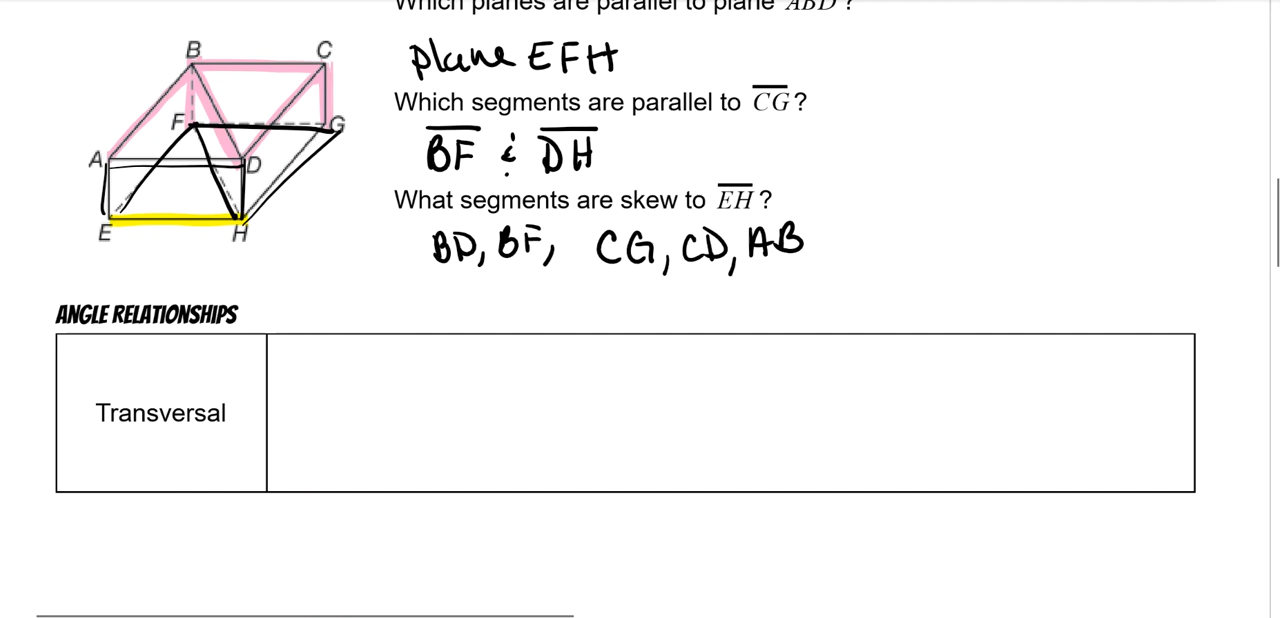 Which planes are parallel to plane ABD ?
B C
plane EFH
Which segments are parallel to CG?
F G
A D
BF & DH
What segments are skew to EH?
E H
BD, BF, CG, CD, AB
ANGLE RELATIONSHIPS
Transversal